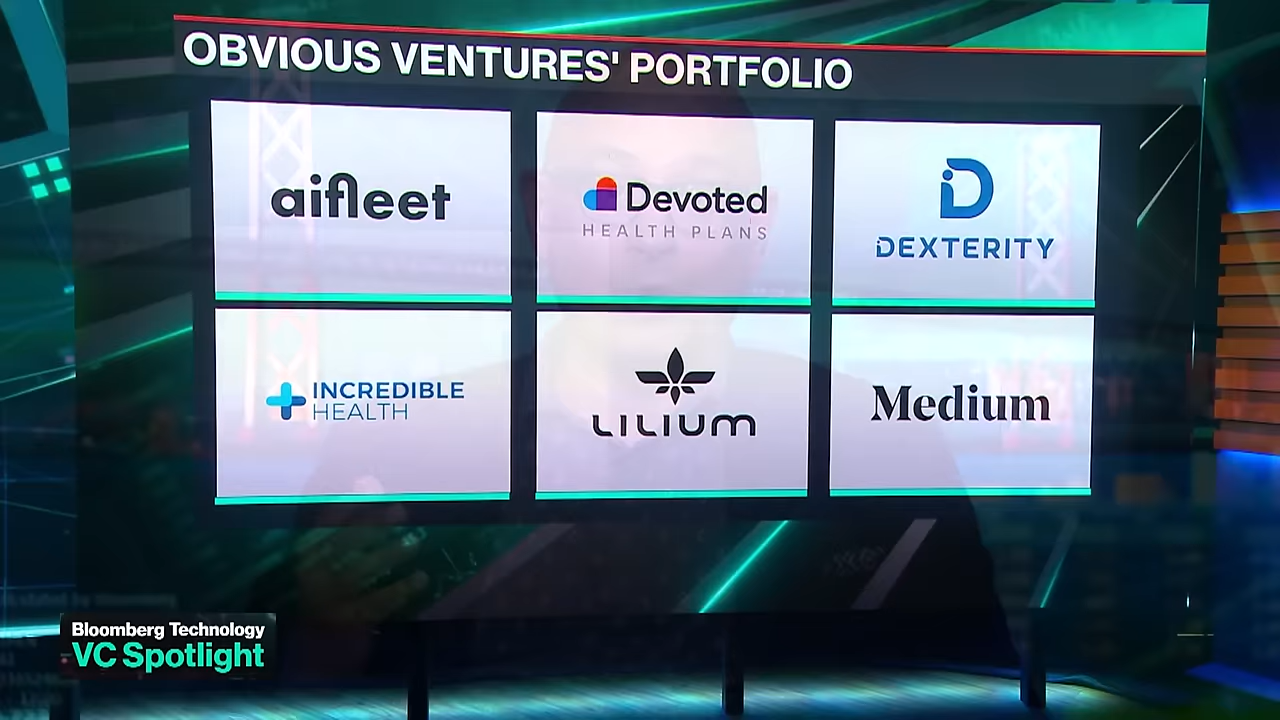 OBVIOUS VENTURES' PORTFOLIO
aifleet
Devoted
HEALTH PLANS
DEXTERITY
INCREDIBLE
HEALTH
LILIUM
Medium
Bloomberg Technology
VC Spotlight